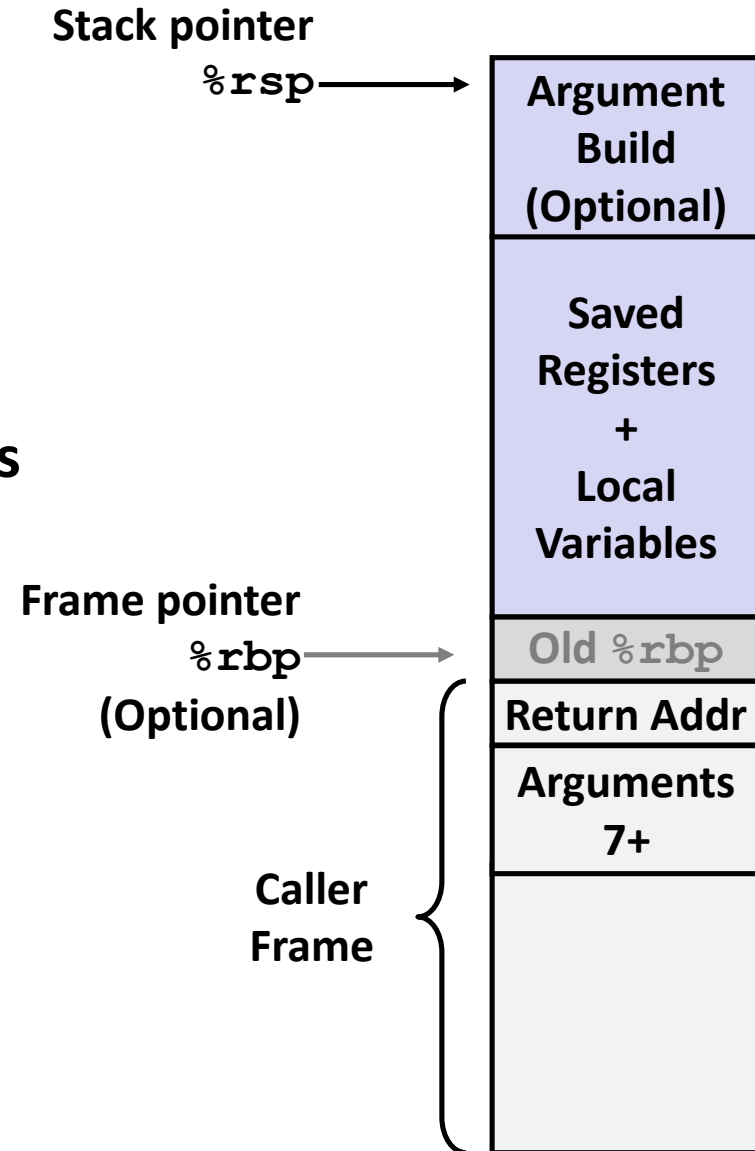 Stack pointer
%rsp
Argument
Build
(Optional)
Saved
Registers
+
Local
Variables
s
Frame pointer
%rbp
(Optional)
Old %rbp
Return Addr
Arguments
7+
Caller
Frame